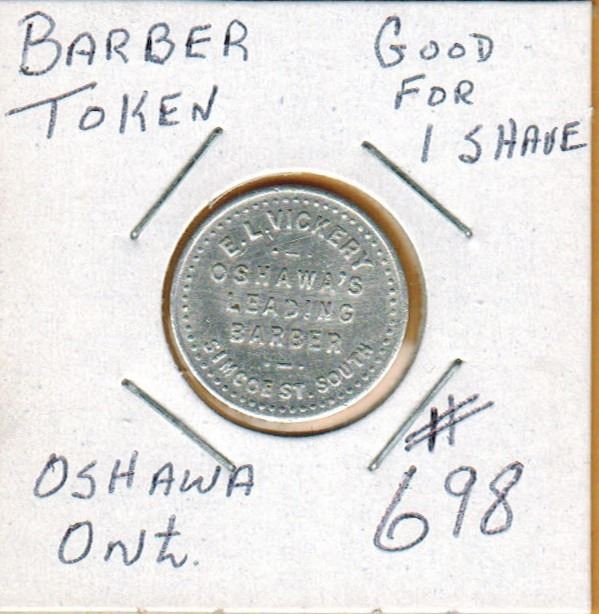 BARBER
TOKEN
GOOD
FOR
1 SHAVE
E. L. VICKERY
OSHAWA'S
LEADING
BARBER
SIMCOE ST. SOUTH
OSHAWA
Ont.
#
698